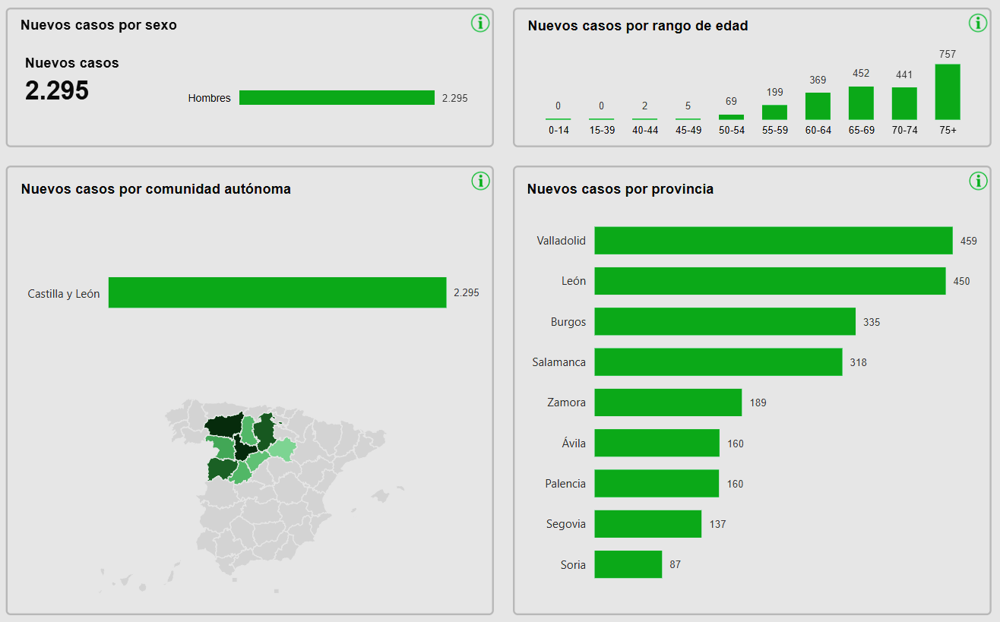 Nuevos casos por sexo
Nuevos casos
2.295
Hombres 2.295
Nuevos casos por rango de edad
0 0 2 5 69 199 369 452 441 757
0-14 15-39 40-44 45-49 50-54 55-59 60-64 65-69 70-74 75+
Nuevos casos por comunidad autónoma
Castilla y León 2.295
Nuevos casos por provincia
Valladolid 459
León 450
Burgos 335
Salamanca 318
Zamora 189
Ávila 160
Palencia 160
Segovia 137
Soria 87